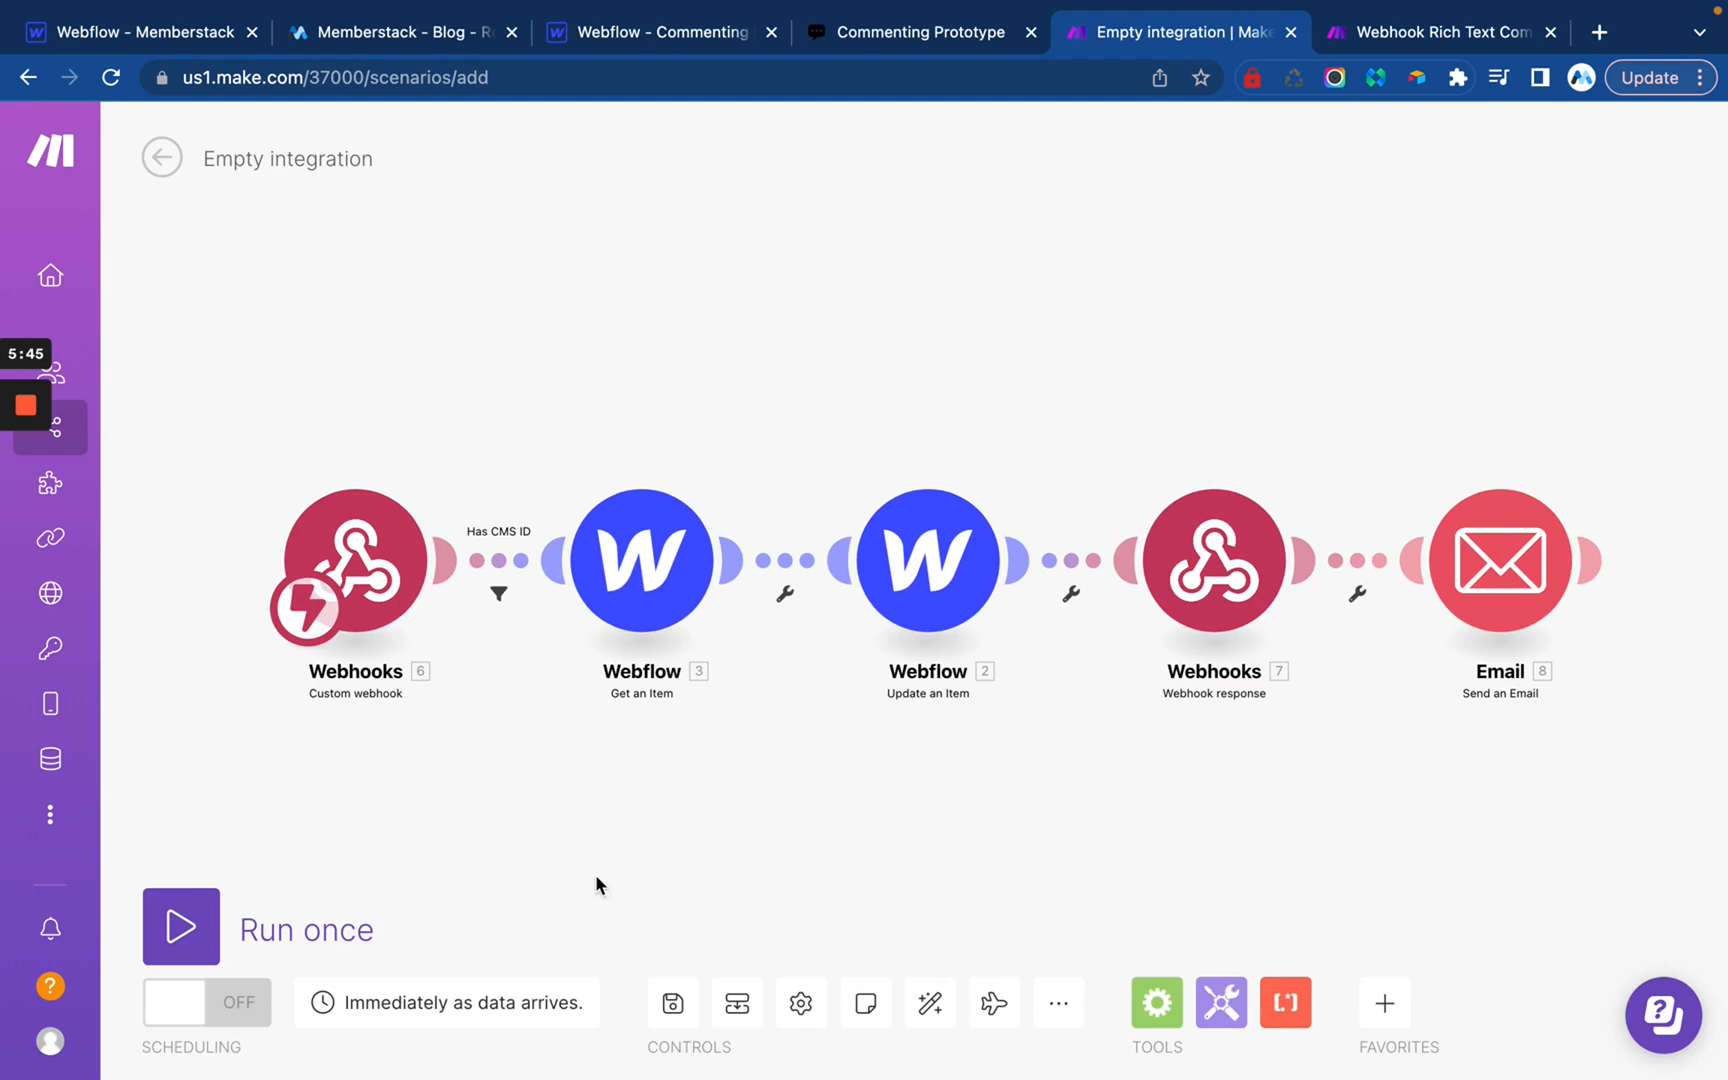 Webflow - Memberstack
Memberstack - Blog - R
Webflow - Commenting
Commenting Prototype
Empty integration | Make
Webhook Rich Text Com
us1.make.com/37000/scenarios/add
Update
Empty integration
5:45
Has CMS ID
Webhooks 6
Custom webhook
Webflow 3
Get an Item
Webflow 2
Update an Item
Webhooks 7
Webhook response
Email 8
Send an Email
Run once
OFF
Immediately as data arrives.
[.*]
SCHEDULING
CONTROLS
TOOLS
FAVORITES
?
?